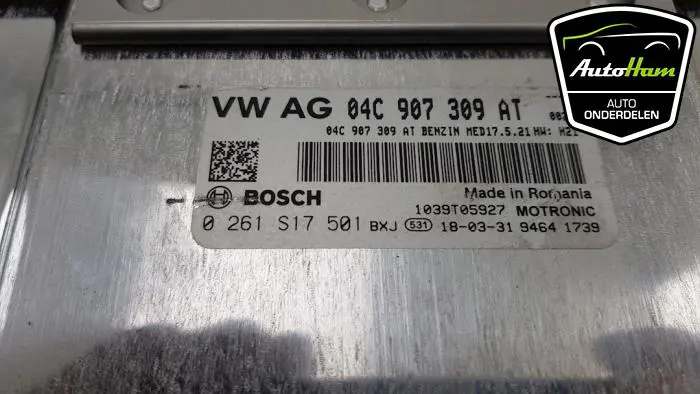 AutoHam
AUTO
ONDERDELEN
VW AG 04C 907 309 AT
04C 907 309 AT BENZIN MED17.5.21 HW: H21
BOSCH
Made in Romania
1039T05927 MOTRONIC
0 261 S17 501 BXJ 531 18-03-31 9464 1739